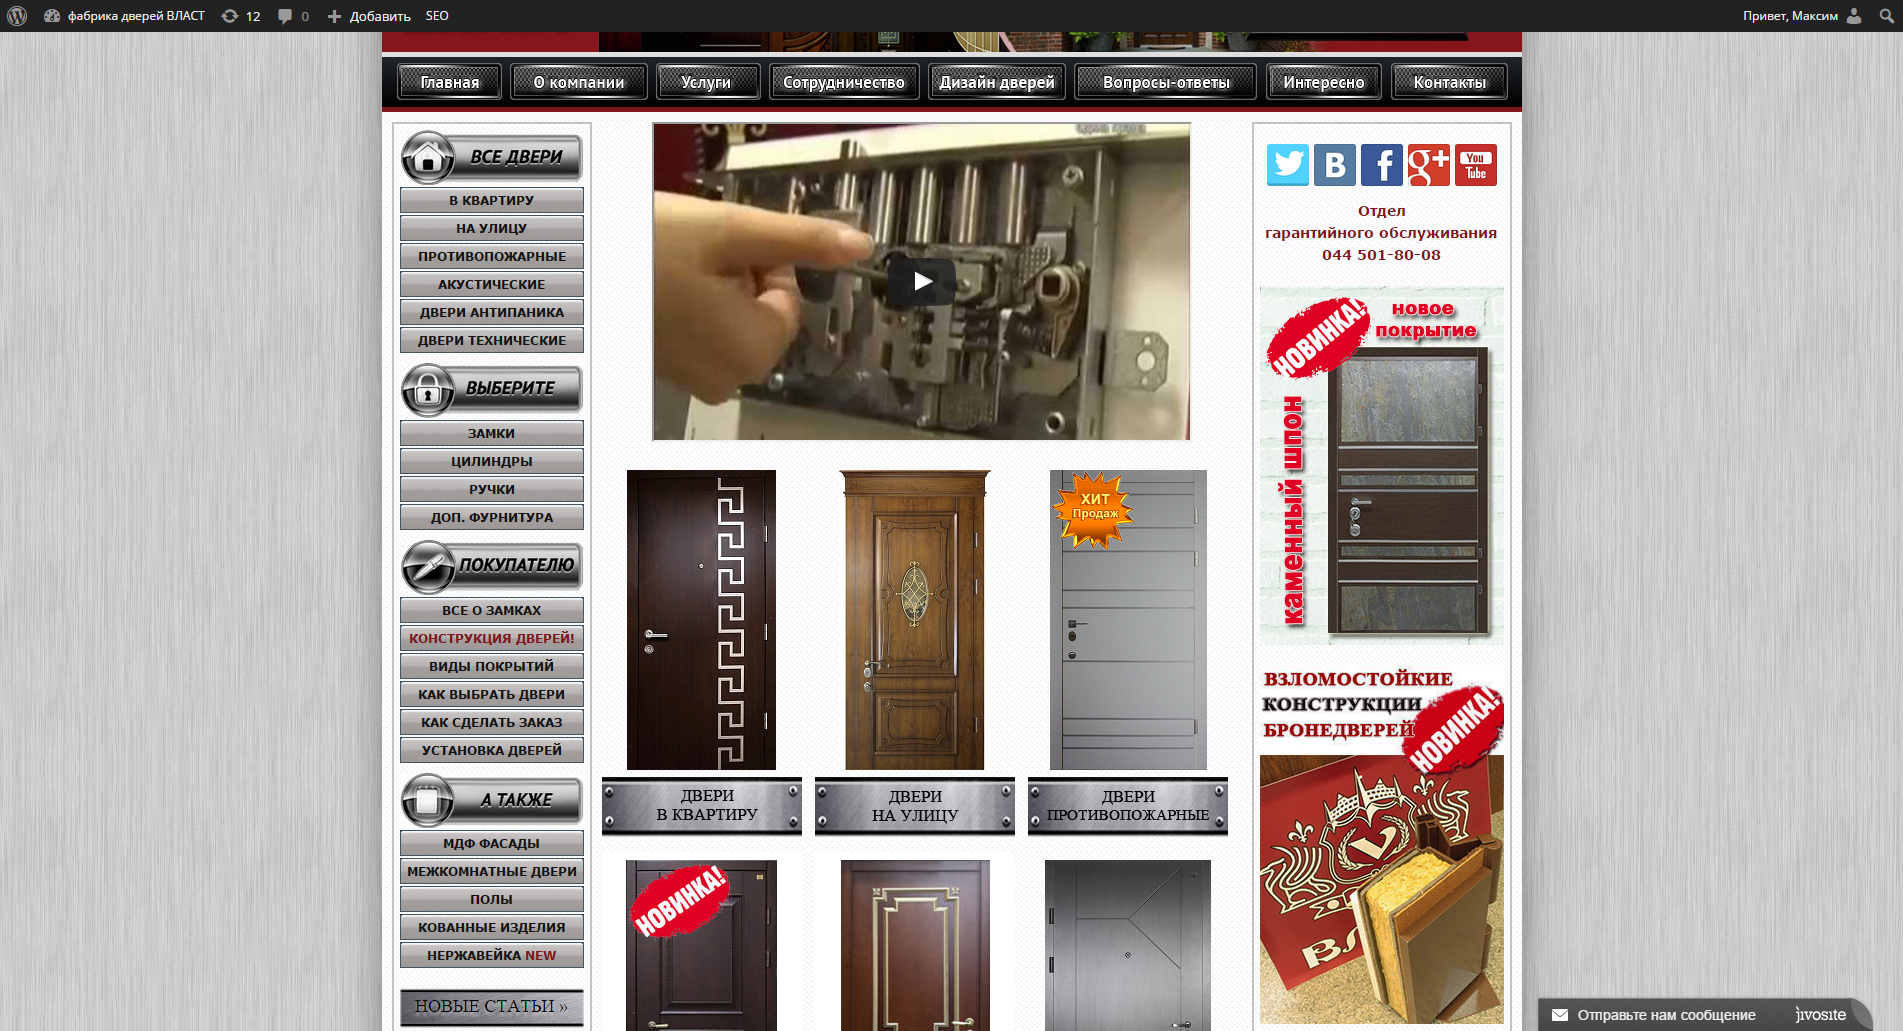 фабрика дверей ВЛАСТ
12
0
Добавить
SEO
Привет, Максим
Главная
О компании
Услуги
Сотрудничество
Дизайн дверей
Вопросы-ответы
Интересно
Контакты
ВСЕ ДВЕРИ
В КВАРТИРУ
НА УЛИЦУ
ПРОТИВОПОЖАРНЫЕ
АКУСТИЧЕСКИЕ
ДВЕРИ АНТИПАНИКА
ДВЕРИ ТЕХНИЧЕСКИЕ
ВЫБЕРИТЕ
ЗАМКИ
ЦИЛИНДРЫ
РУЧКИ
ДОП. ФУРНИТУРА
ПОКУПАТЕЛЮ
ВСЕ О ЗАМКАХ
КОНСТРУКЦИЯ ДВЕРЕЙ!
ВИДЫ ПОКРЫТИЙ
КАК ВЫБРАТЬ ДВЕРИ
КАК СДЕЛАТЬ ЗАКАЗ
УСТАНОВКА ДВЕРЕЙ
А ТАКЖЕ
МДФ ФАСАДЫ
МЕЖКОМНАТНЫЕ ДВЕРИ
ПОЛЫ
КОВАННЫЕ ИЗДЕЛИЯ
НЕРЖАВЕЙКА NEW
НОВЫЕ СТАТЬИ »
ХИТ
Продаж
ДВЕРИ
В КВАРТИРУ
ДВЕРИ
НА УЛИЦУ
ДВЕРИ
ПРОТИВОПОЖАРНЫЕ
НОВИНКА!
B
f
g+
You
Tube
Отдел
гарантийного обслуживания
044 501-80-08
НОВИНКА!
новое
покрытие
каменный шпон
ВЗЛОМОСТОЙКИЕ
КОНСТРУКЦИИ
БРОНЕДВЕРЕЙ
НОВИНКА!
V
Отправьте нам сообщение
jivosite